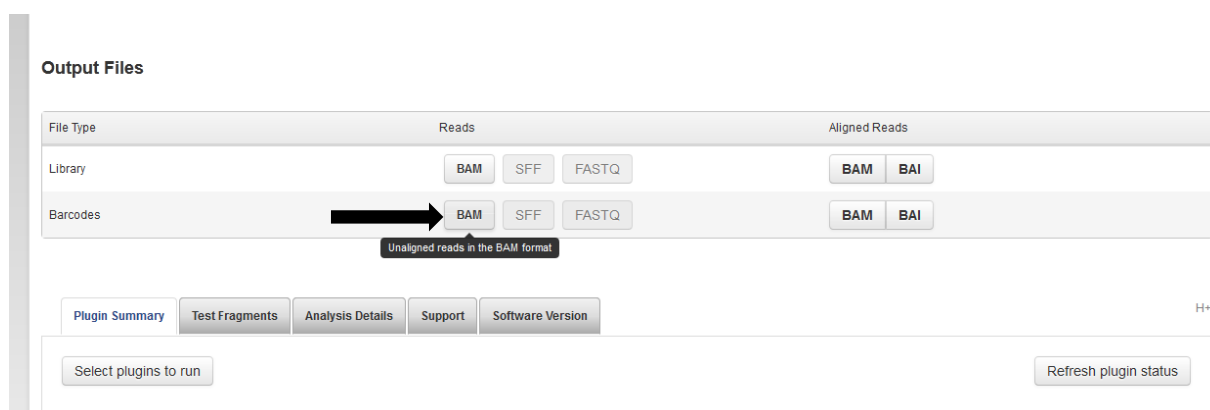 Output Files
File Type Reads Aligned Reads
Library BAM SFF FASTQ BAM BAI
Barcodes BAM SFF FASTQ BAM BAI
Unaligned reads in the BAM format
Plugin Summary Test Fragments Analysis Details Support Software Version H+
Select plugins to run Refresh plugin status